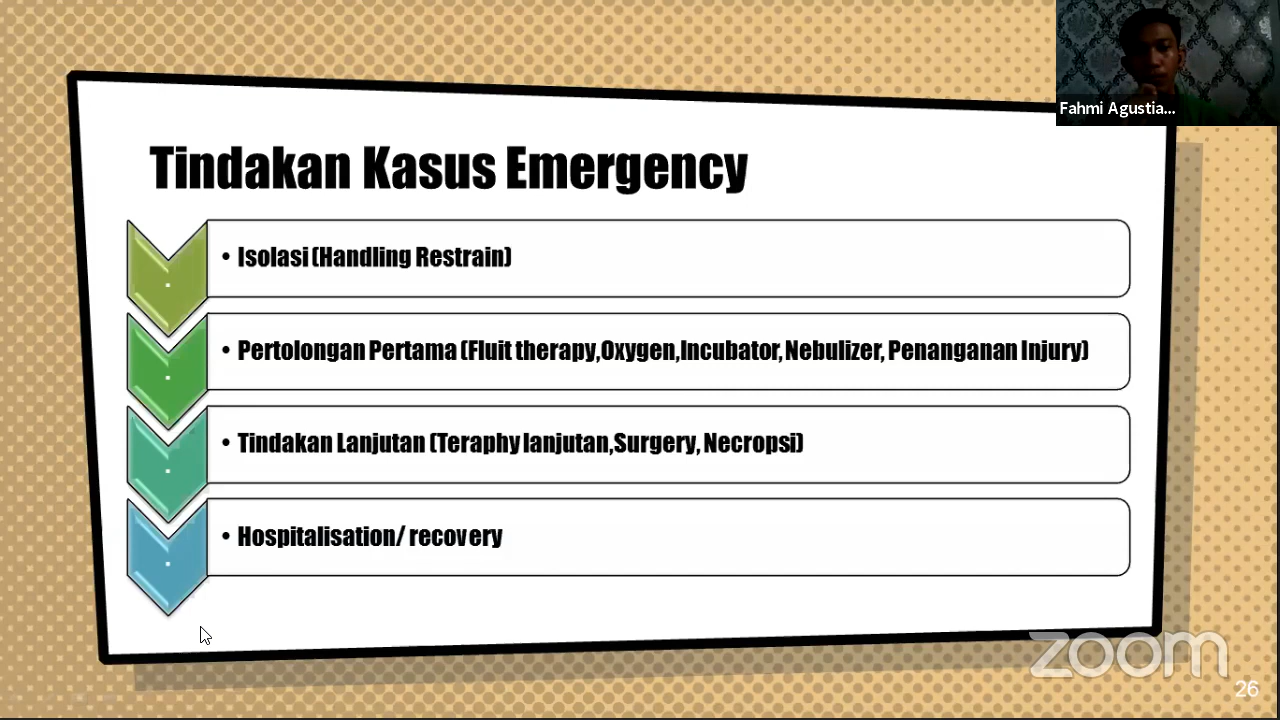 Fahmi Agustia...
Tindakan Kasus Emergency
• Isolasi (Handling Restrain)
• Pertolongan Pertama (Fluit therapy,Oxygen,Incubator, Nebulizer, Penanganan Injury)
• Tindakan Lanjutan (Teraphy lanjutan,Surgery, Necropsi)
• Hospitalisation/ recovery
zoom
26